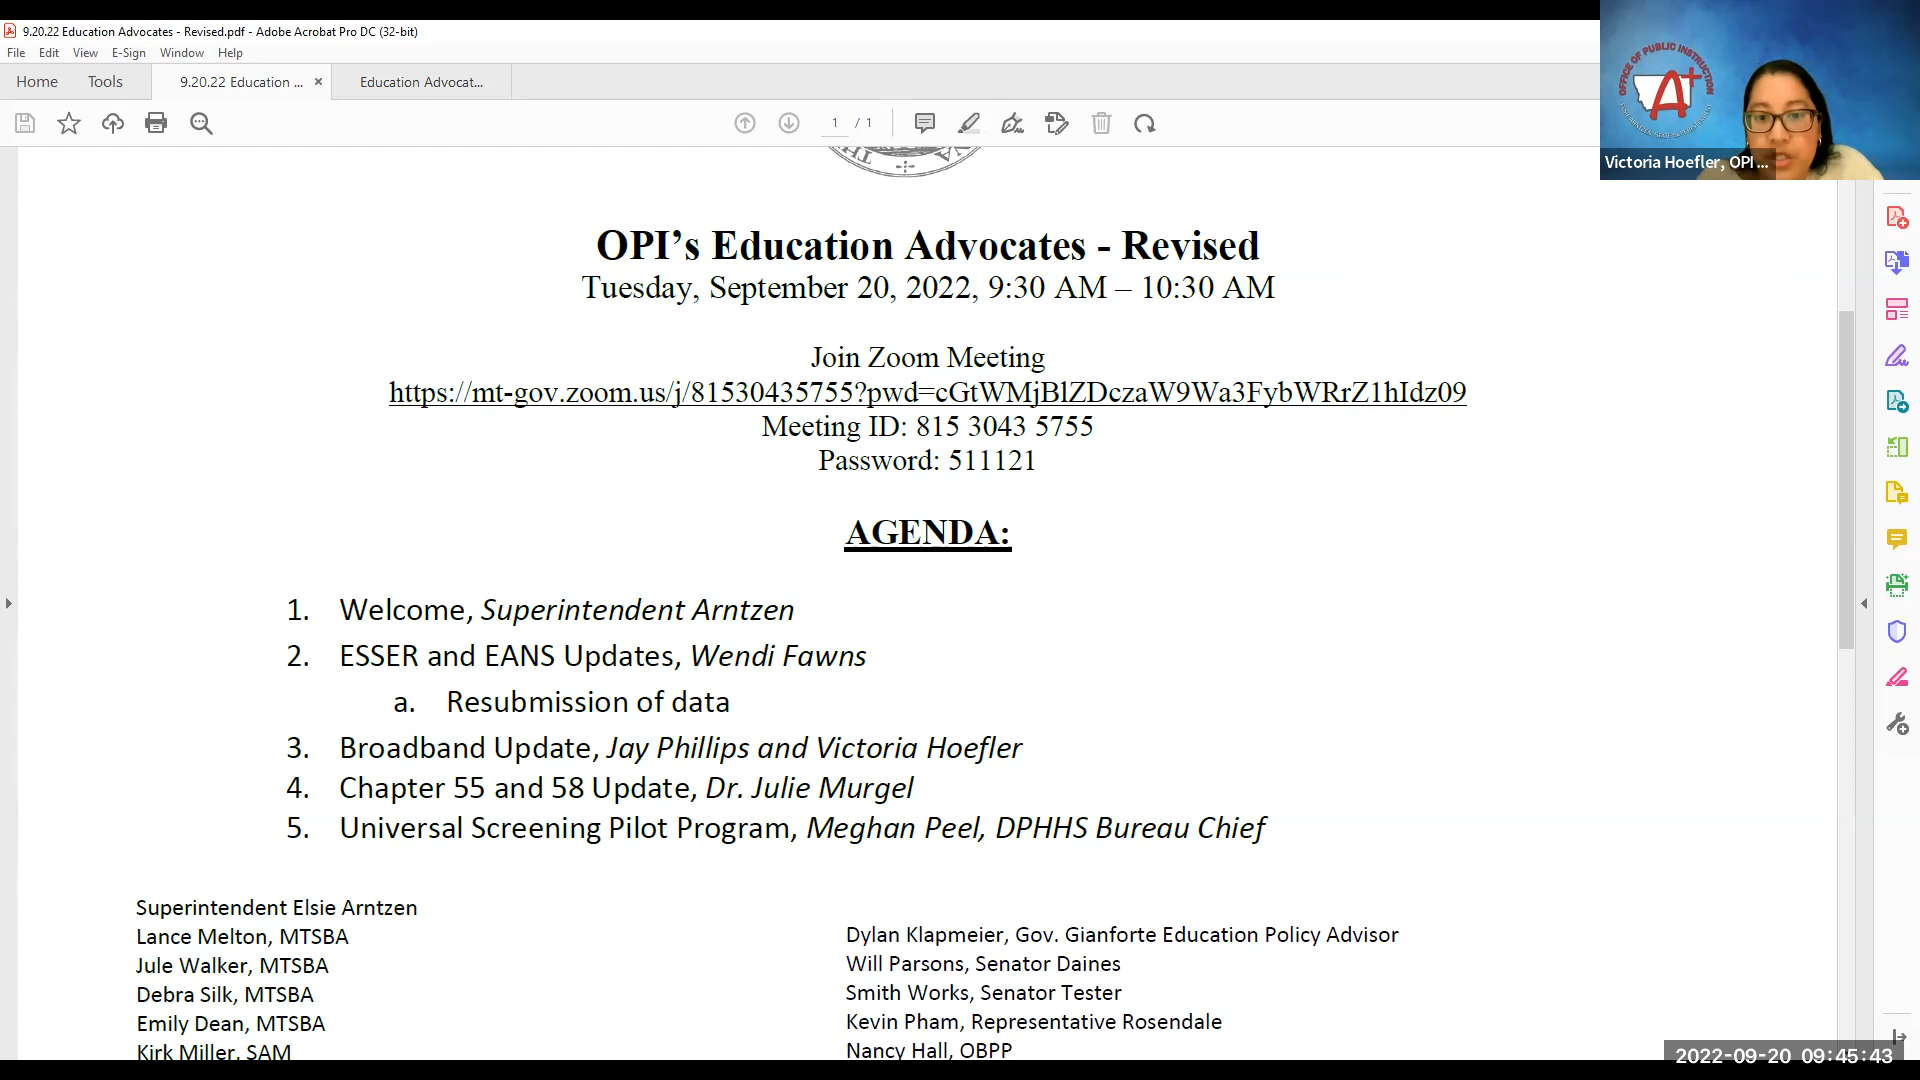 9.20.22 Education Advocates - Revised.pdf - Adobe Acrobat Pro DC (32-bit)
File Edit View E-Sign Window Help
Home Tools 9.20.22 Education ... × Education Advocat...
1 / 1
OFFICE OF PUBLIC INSTRUCTION
A+
Victoria Hoefler, OPI ...
OPI’s Education Advocates - Revised
Tuesday, September 20, 2022, 9:30 AM – 10:30 AM
Join Zoom Meeting
https://mt-gov.zoom.us/j/81530435755?pwd=cGtWMjBlZDczaW9Wa3FybWRrZ1hIdz09
Meeting ID: 815 3043 5755
Password: 511121
AGENDA:
1. Welcome, Superintendent Arntzen
2. ESSER and EANS Updates, Wendi Fawns
a. Resubmission of data
3. Broadband Update, Jay Phillips and Victoria Hoefler
4. Chapter 55 and 58 Update, Dr. Julie Murgel
5. Universal Screening Pilot Program, Meghan Peel, DPHHS Bureau Chief
Superintendent Elsie Arntzen
Lance Melton, MTSBA
Jule Walker, MTSBA
Debra Silk, MTSBA
Emily Dean, MTSBA
Kirk Miller, SAM
Dylan Klapmeier, Gov. Gianforte Education Policy Advisor
Will Parsons, Senator Daines
Smith Works, Senator Tester
Kevin Pham, Representative Rosendale
Nancy Hall, OBPP
2022-09-20 09:45:43